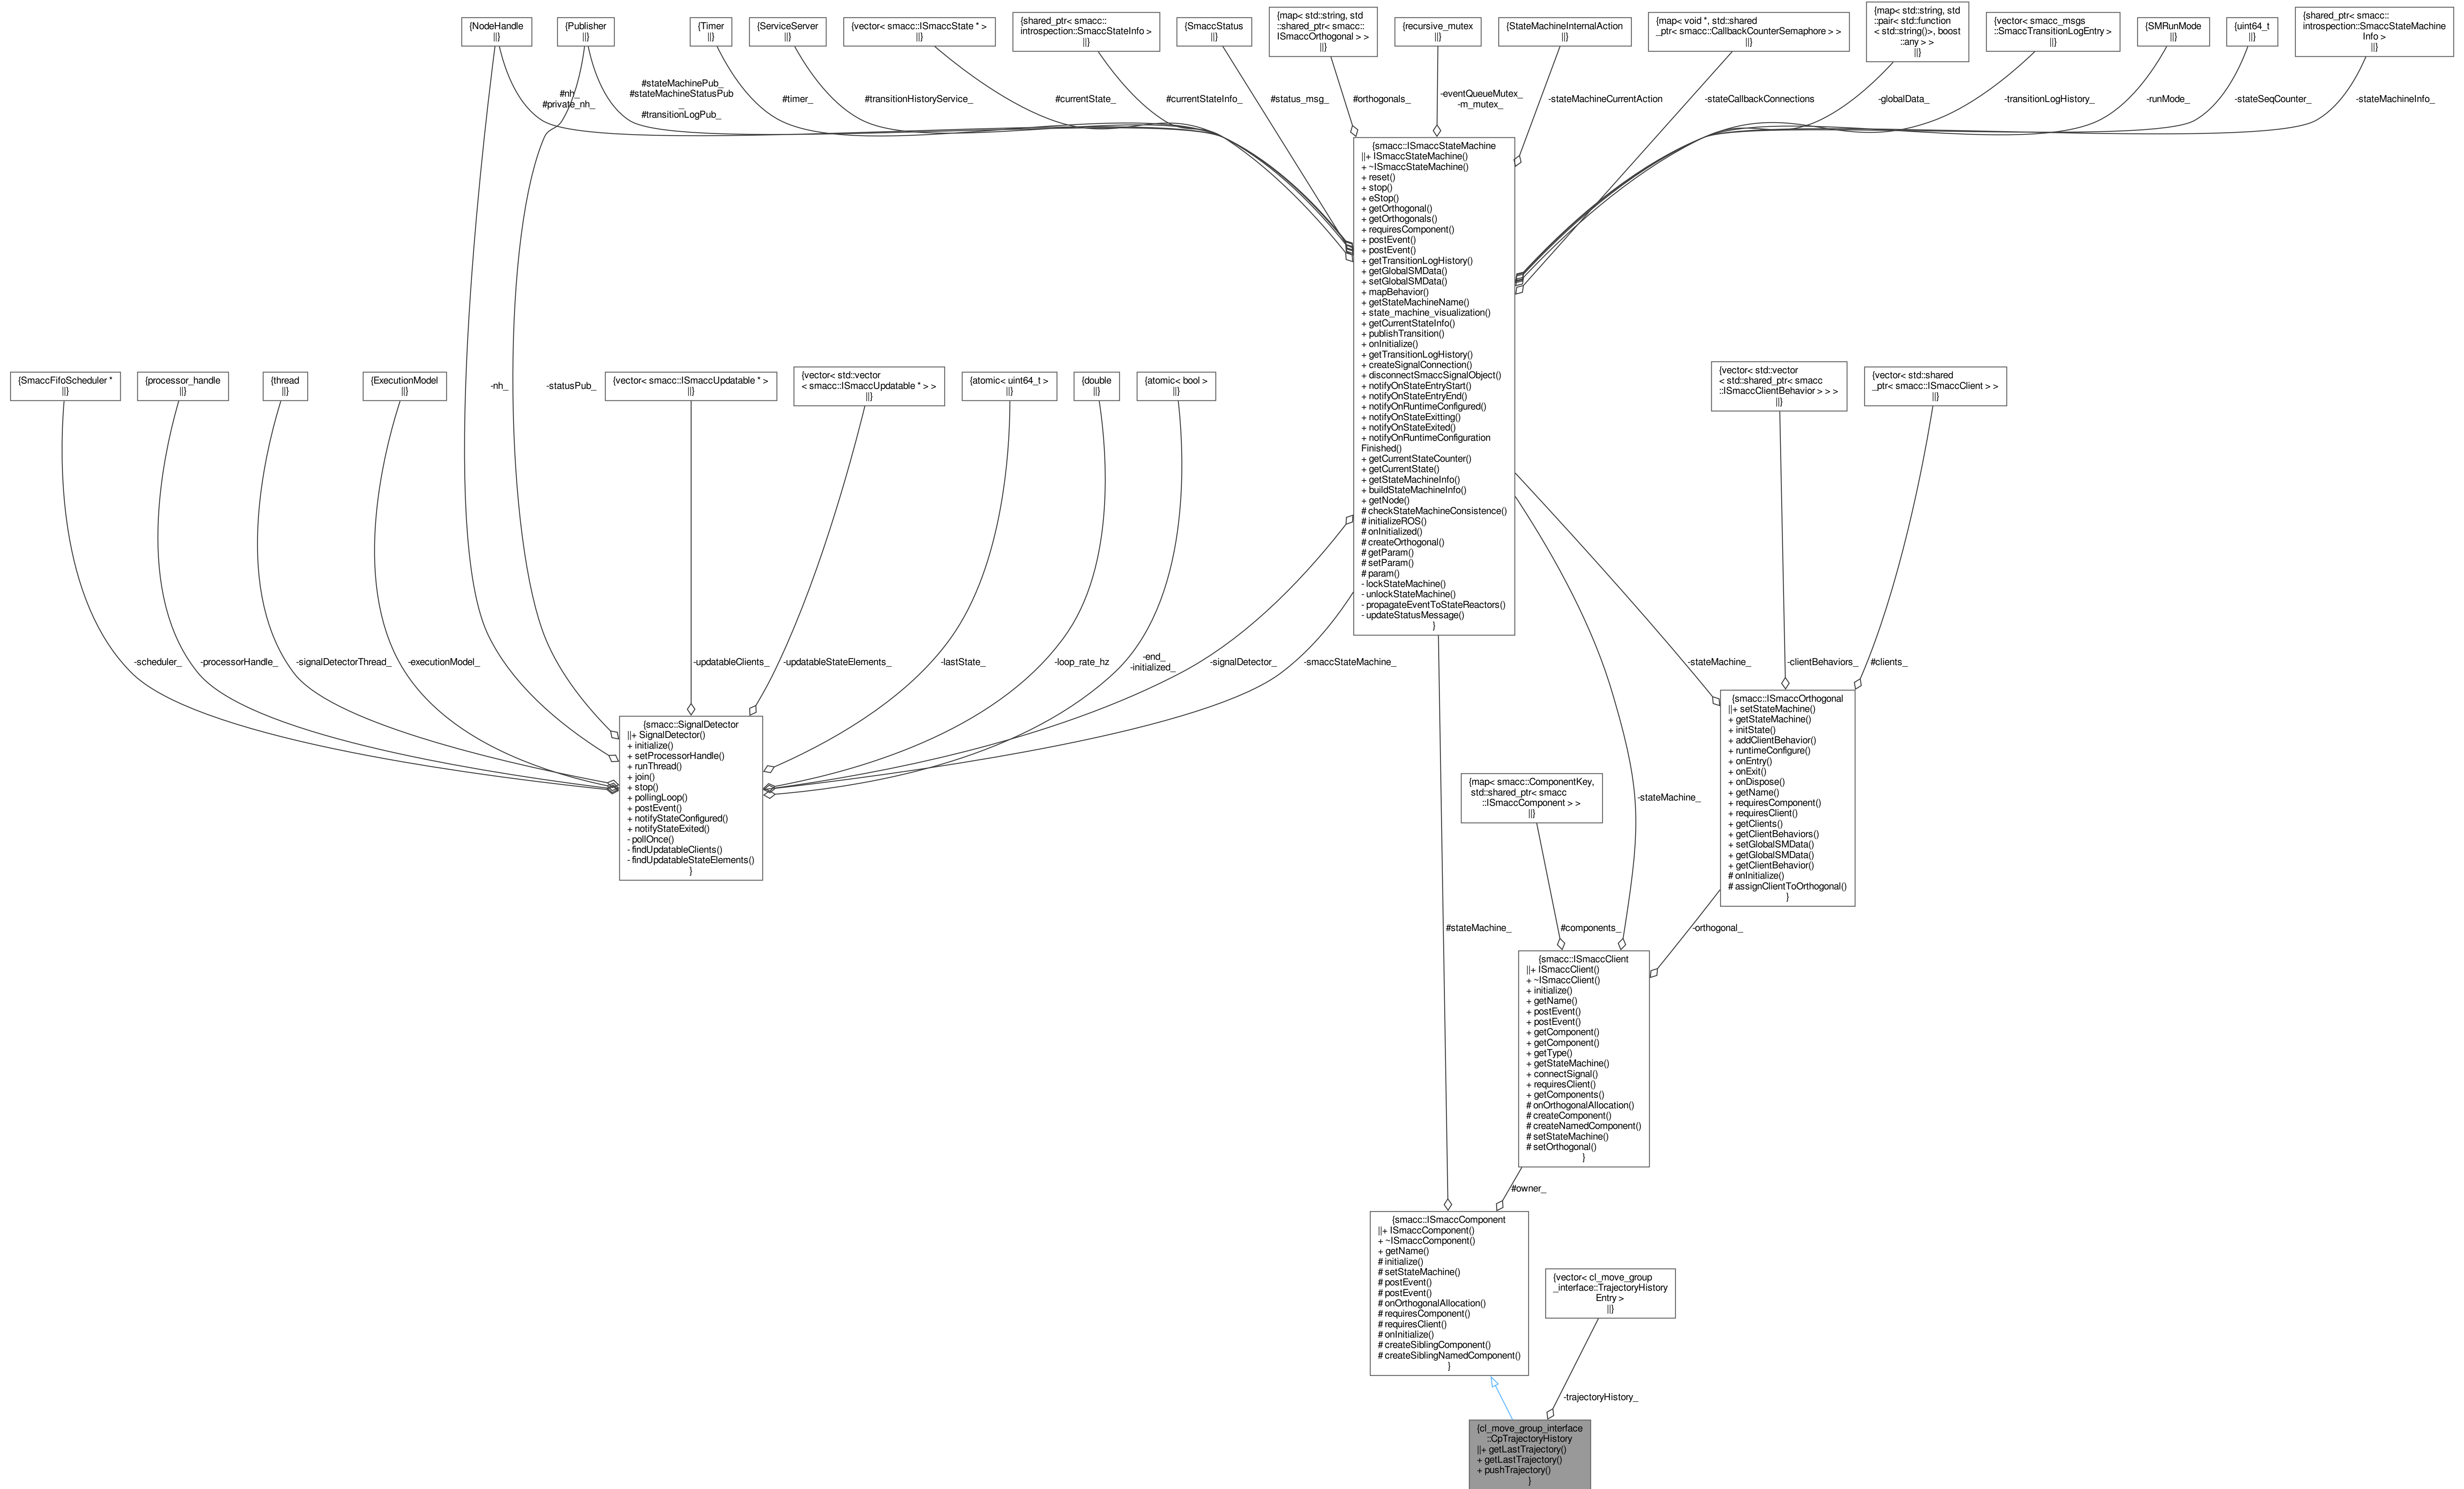 {NodeHandle
||}
{Publisher
||}
{Timer
||}
{ServiceServer
||}
{vector< smacc::ISmaccState * >
||}
{shared_ptr< smacc::
introspection::SmaccStateInfo >
||}
{SmaccStatus
||}
{map< std::string, std
::shared_ptr< smacc::
ISmaccOrthogonal > >
||}
{recursive_mutex
||}
{StateMachineInternalAction
||}
{map< void *, std::shared
_ptr< smacc::CallbackCounterSemaphore > >
||}
{map< std::string, std
::pair< std::function
< std::string()>, boost
::any > >
||}
{vector< smacc_msgs
::SmaccTransitionLogEntry >
||}
{SMRunMode
||}
{uint64_t
||}
{shared_ptr< smacc::
introspection::SmaccStateMachine
Info >
||}
#nh_
#private_nh_
#stateMachinePub_
#stateMachineStatusPub
_
#transitionLogPub_
#timer_
#transitionHistoryService_
#currentState_
#currentStateInfo_
#status_msg_
#orthogonals_
-eventQueueMutex_
-m_mutex_
-stateMachineCurrentAction
-stateCallbackConnections
-globalData_
-transitionLogHistory_
-runMode_
-stateSeqCounter_
-stateMachineInfo_
{smacc::ISmaccStateMachine
||+ ISmaccStateMachine()
+ ~ISmaccStateMachine()
+ reset()
+ stop()
+ eStop()
+ getOrthogonal()
+ getOrthogonals()
+ requiresComponent()
+ postEvent()
+ postEvent()
+ getTransitionLogHistory()
+ getGlobalSMData()
+ setGlobalSMData()
+ mapBehavior()
+ getStateMachineName()
+ state_machine_visualization()
+ getCurrentStateInfo()
+ publishTransition()
+ onInitialize()
+ getTransitionLogHistory()
+ createSignalConnection()
+ disconnectSmaccSignalObject()
+ notifyOnStateEntryStart()
+ notifyOnStateEntryEnd()
+ notifyOnRuntimeConfigured()
+ notifyOnStateExitting()
+ notifyOnStateExited()
+ notifyOnRuntimeConfiguration
Finished()
+ getCurrentStateCounter()
+ getCurrentState()
+ getStateMachineInfo()
+ buildStateMachineInfo()
+ getNode()
# checkStateMachineConsistence()
# initializeROS()
# onInitialized()
# createOrthogonal()
# getParam()
# setParam()
# param()
- lockStateMachine()
- unlockStateMachine()
- propagateEventToStateReactors()
- updateStatusMessage()
}
{SmaccFifoScheduler *
||}
{processor_handle
||}
{thread
||}
{ExecutionModel
||}
-nh_
-statusPub_
{vector< smacc::ISmaccUpdatable * >
||}
{vector< std::vector
< smacc::ISmaccUpdatable * > >
||}
{atomic< uint64_t >
||}
{double
||}
{atomic< bool >
||}
{vector< std::vector
< std::shared_ptr< smacc
::ISmaccClientBehavior > > >
||}
{vector< std::shared
_ptr< smacc::ISmaccClient > >
||}
-scheduler_
-processorHandle_
-signalDetectorThread_
-executionModel_
-updatableClients_
-updatableStateElements_
-lastState_
-loop_rate_hz
-end_
-initialized_
-signalDetector_
-smaccStateMachine_
-stateMachine_
-clientBehaviors_
#clients_
{smacc::SignalDetector
||+ SignalDetector()
+ initialize()
+ setProcessorHandle()
+ runThread()
+ join()
+ stop()
+ pollingLoop()
+ postEvent()
+ notifyStateConfigured()
+ notifyStateExited()
- pollOnce()
- findUpdatableClients()
- findUpdatableStateElements()
}
{smacc::ISmaccOrthogonal
||+ setStateMachine()
+ getStateMachine()
+ initState()
+ addClientBehavior()
+ runtimeConfigure()
+ onEntry()
+ onExit()
+ onDispose()
+ getName()
+ requiresComponent()
+ requiresClient()
+ getClients()
+ getClientBehaviors()
+ setGlobalSMData()
+ getGlobalSMData()
+ getClientBehavior()
# onInitialize()
# assignClientToOrthogonal()
}
{map< smacc::ComponentKey,
std::shared_ptr< smacc
::ISmaccComponent > >
||}
-stateMachine_
#stateMachine_
#components_
-orthogonal_
{smacc::ISmaccClient
||+ ISmaccClient()
+ ~ISmaccClient()
+ initialize()
+ getName()
+ postEvent()
+ postEvent()
+ getComponent()
+ getComponent()
+ getType()
+ getStateMachine()
+ connectSignal()
+ requiresClient()
+ getComponents()
# onOrthogonalAllocation()
# createComponent()
# createNamedComponent()
# setStateMachine()
# setOrthogonal()
}
#owner_
{smacc::ISmaccComponent
||+ ISmaccComponent()
+ ~ISmaccComponent()
+ getName()
# initialize()
# setStateMachine()
# postEvent()
# postEvent()
# onOrthogonalAllocation()
# requiresComponent()
# requiresClient()
# onInitialize()
# createSiblingComponent()
# createSiblingNamedComponent()
}
{vector< cl_move_group
_interface::TrajectoryHistory
Entry >
||}
-trajectoryHistory_
{cl_move_group_interface
::CpTrajectoryHistory
||+ getLastTrajectory()
+ getLastTrajectory()
+ pushTrajectory()
}